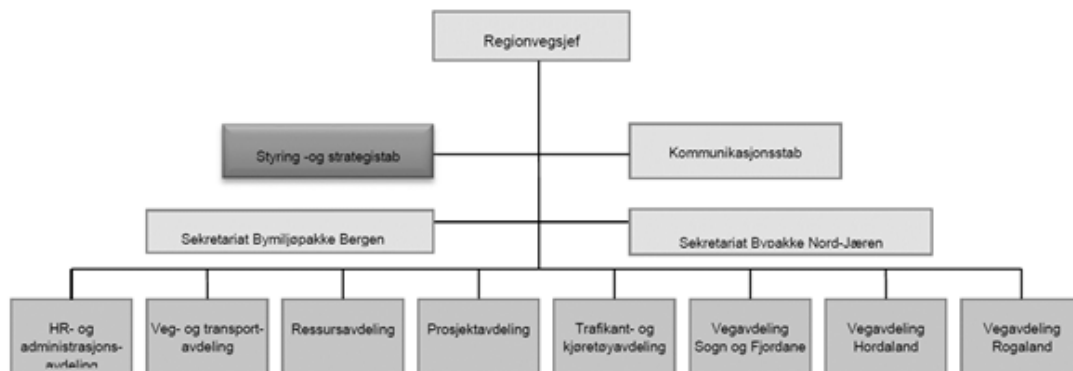 Regionvegsjef
Styring -og strategistab
Kommunikasjonsstab
Sekretariat Bymiljøpakke Bergen
Sekretariat Bypakke Nord-Jæren
HR- og
administrasjons-
avdeling
Veg- og transport-
avdeling
Ressursavdeling
Prosjektavdeling
Trafikant- og
kjøretøyavdeling
Vegavdeling
Sogn og Fjordane
Vegavdeling
Hordaland
Vegavdeling
Rogaland